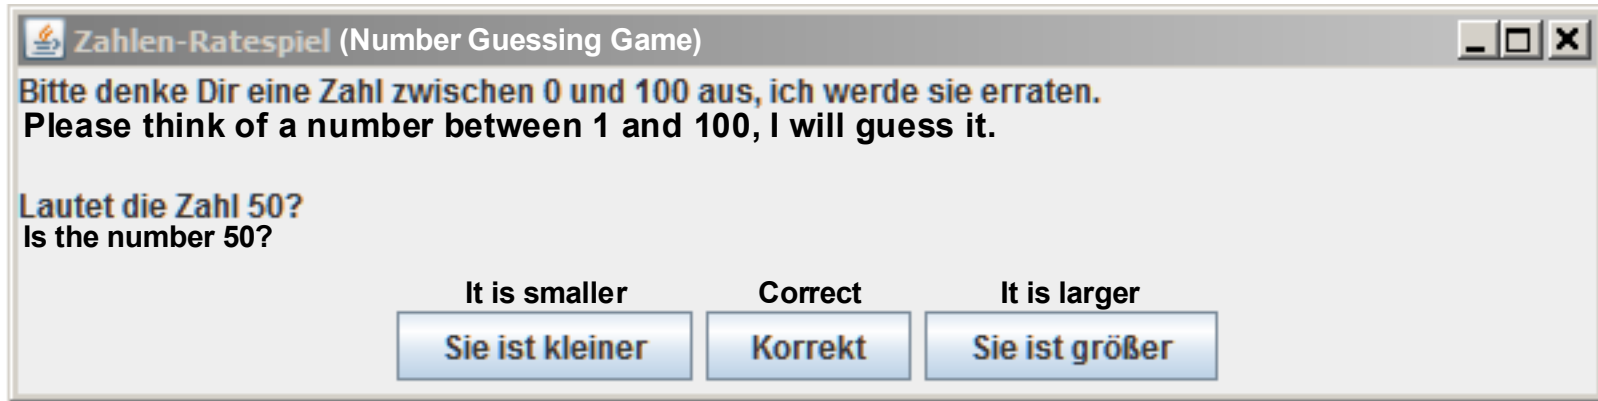 Zahlen-Ratespiel (Number Guessing Game)
Bitte denke Dir eine Zahl zwischen 0 und 100 aus, ich werde sie erraten.
Please think of a number between 1 and 100, I will guess it.
Lautet die Zahl 50?
Is the number 50?
It is smaller Correct It is larger
Sie ist kleiner Korrekt Sie ist größer